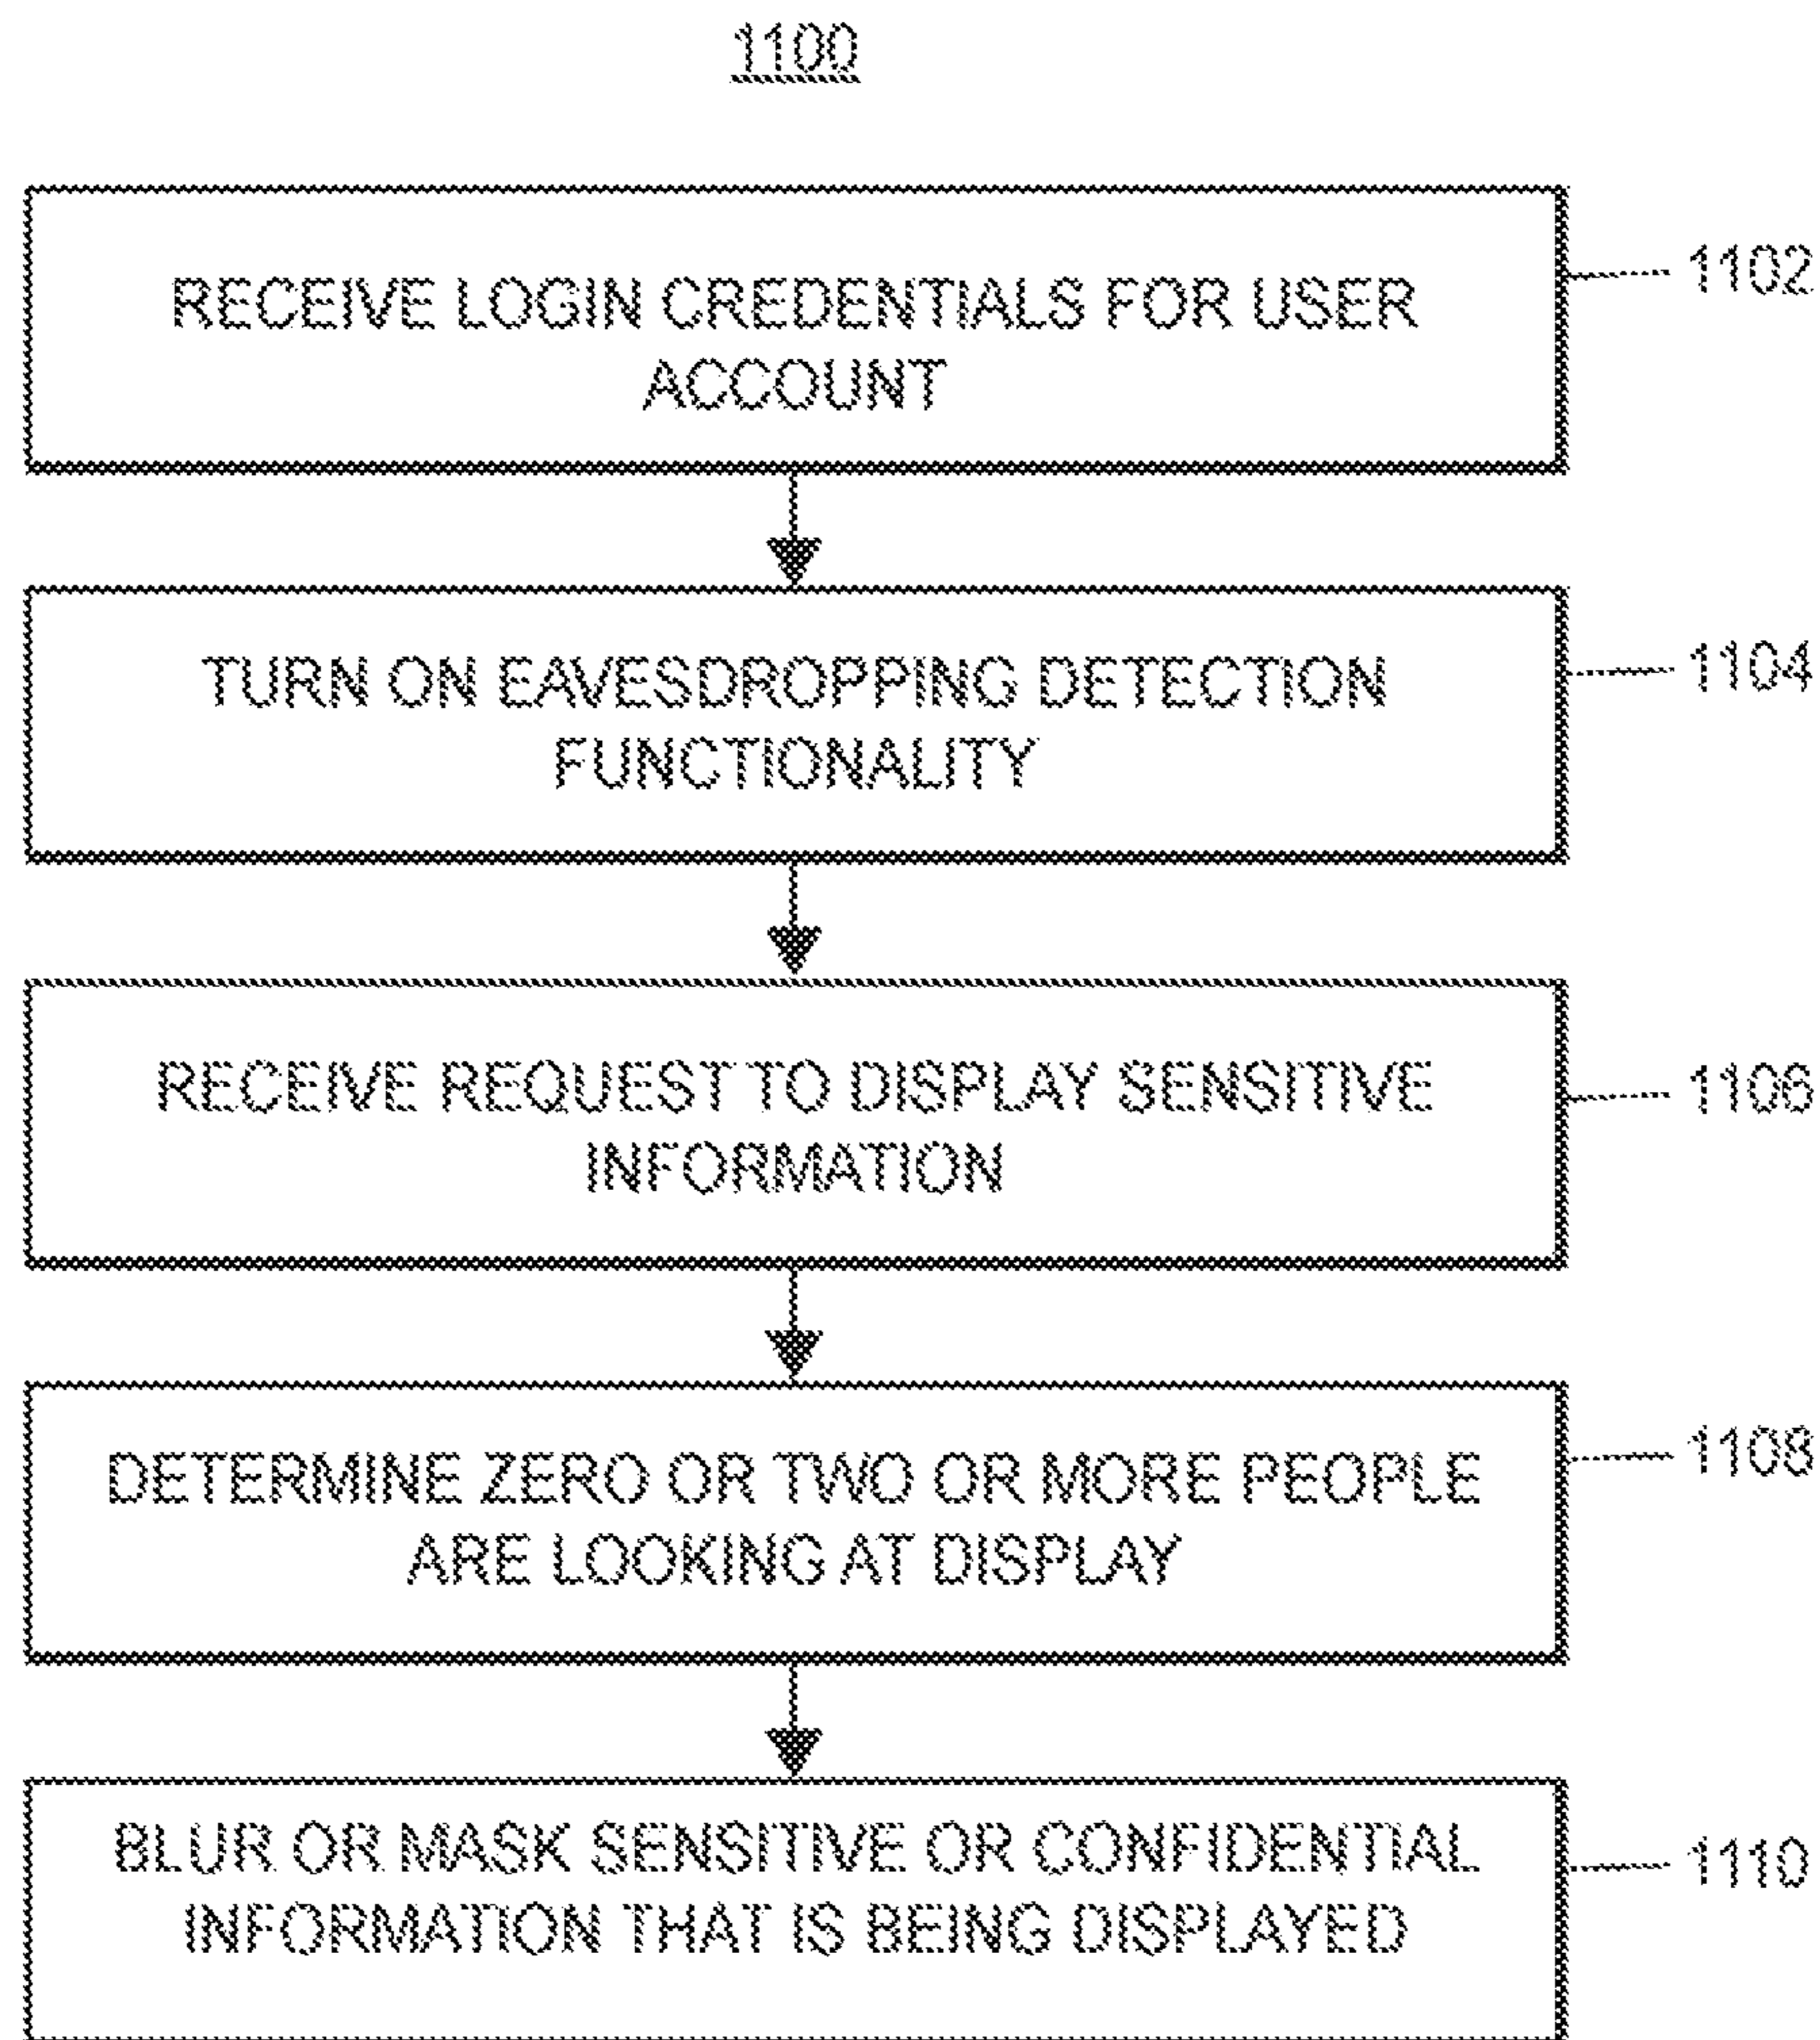 1100
RECEIVE LOGIN CREDENTIALS FOR USER
ACCOUNT
1102
TURN ON EAVESDROPPING DETECTION
FUNCTIONALITY
1104
RECEIVE REQUEST TO DISPLAY SENSITIVE
INFORMATION
1106
DETERMINE ZERO OR TWO OR MORE PEOPLE
ARE LOOKING AT DISPLAY
1108
BLUR OR MASK SENSITIVE OR CONFIDENTIAL
INFORMATION THAT IS BEING DISPLAYED
1110